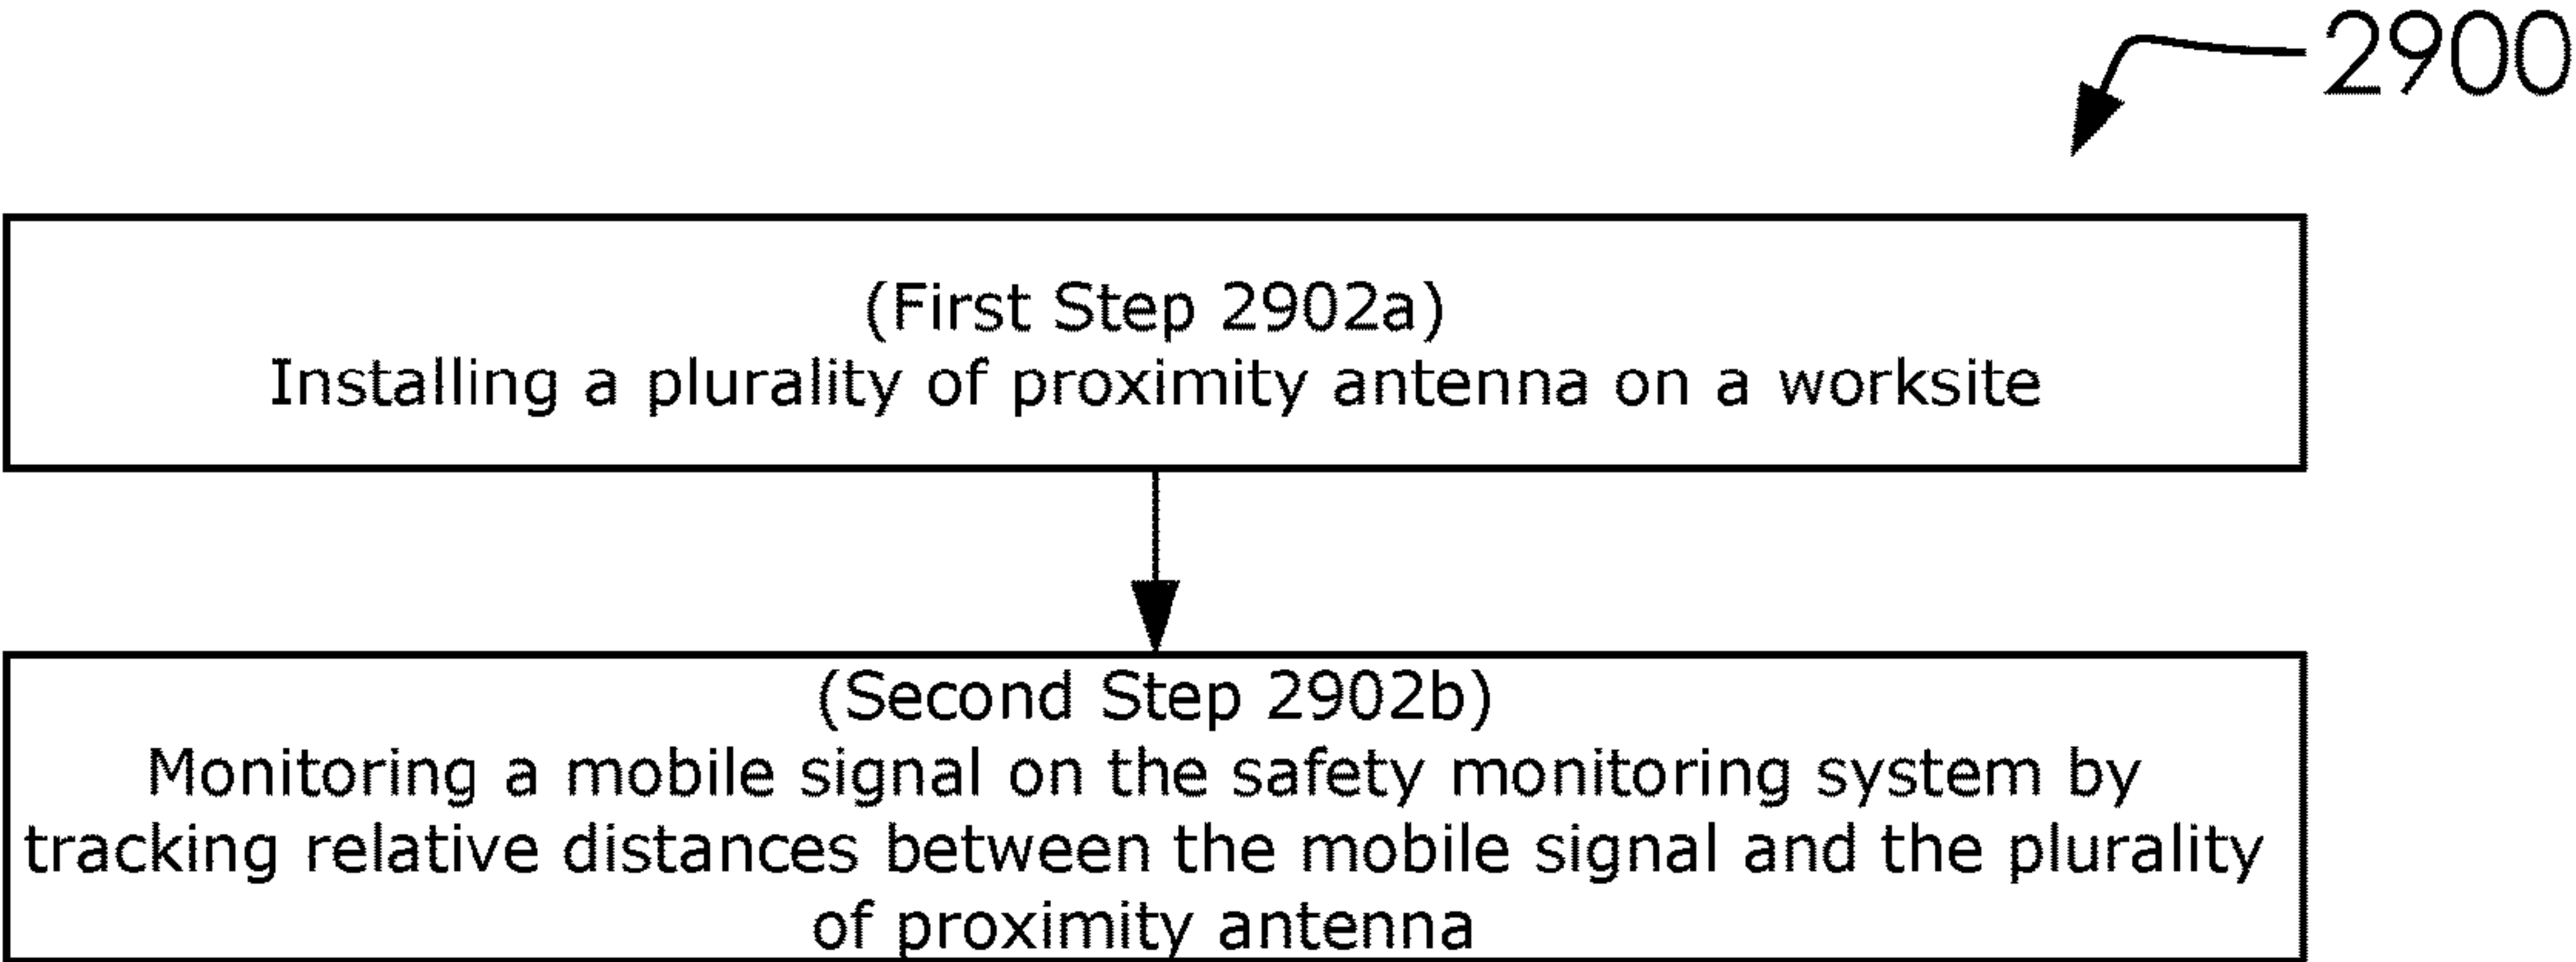 2900
(First Step 2902a)
Installing a plurality of proximity antenna on a worksite
(Second Step 2902b)
Monitoring a mobile signal on the safety monitoring system by
tracking relative distances between the mobile signal and the plurality
of proximity antenna